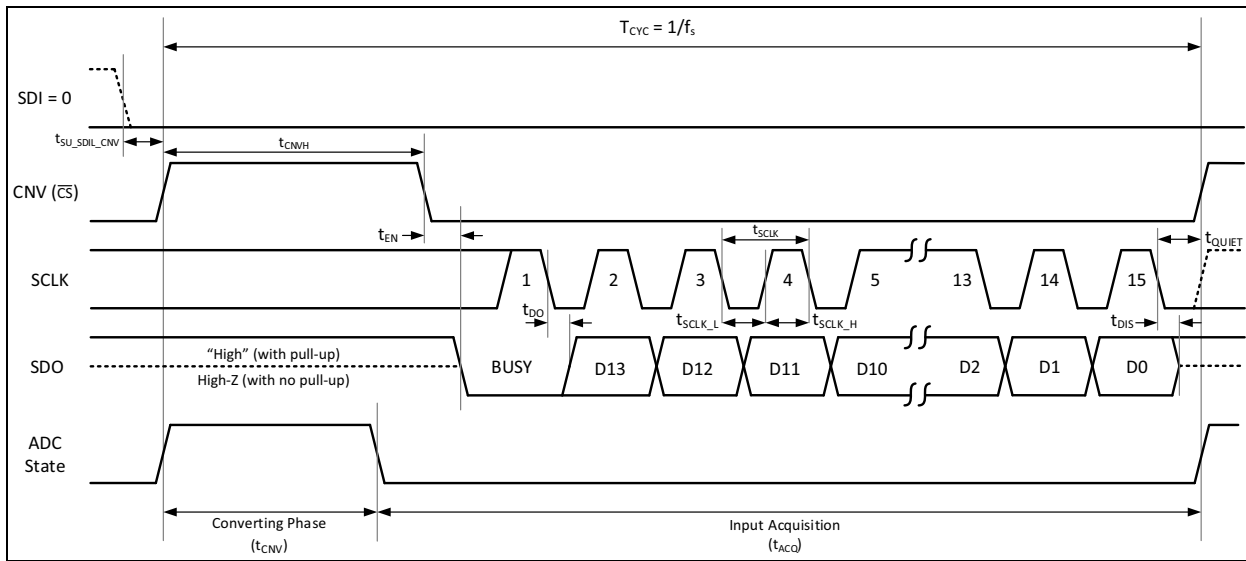 T_CYC = 1/f_s
SDI = 0
t_SU_SDIL_CNV
t_CNVH
CNV (C̅S̅)
t_EN
t_SCLK
t_QUIET
SCLK
1 2 3 4 5 13 14 15
t_DO
t_SCLK_L
t_SCLK_H
t_DIS
SDO
“High” (with pull-up)
High-Z (with no pull-up)
BUSY D13 D12 D11 D10 D2 D1 D0
ADC
State
Converting Phase
(t_CNV)
Input Acquisition
(t_ACQ)